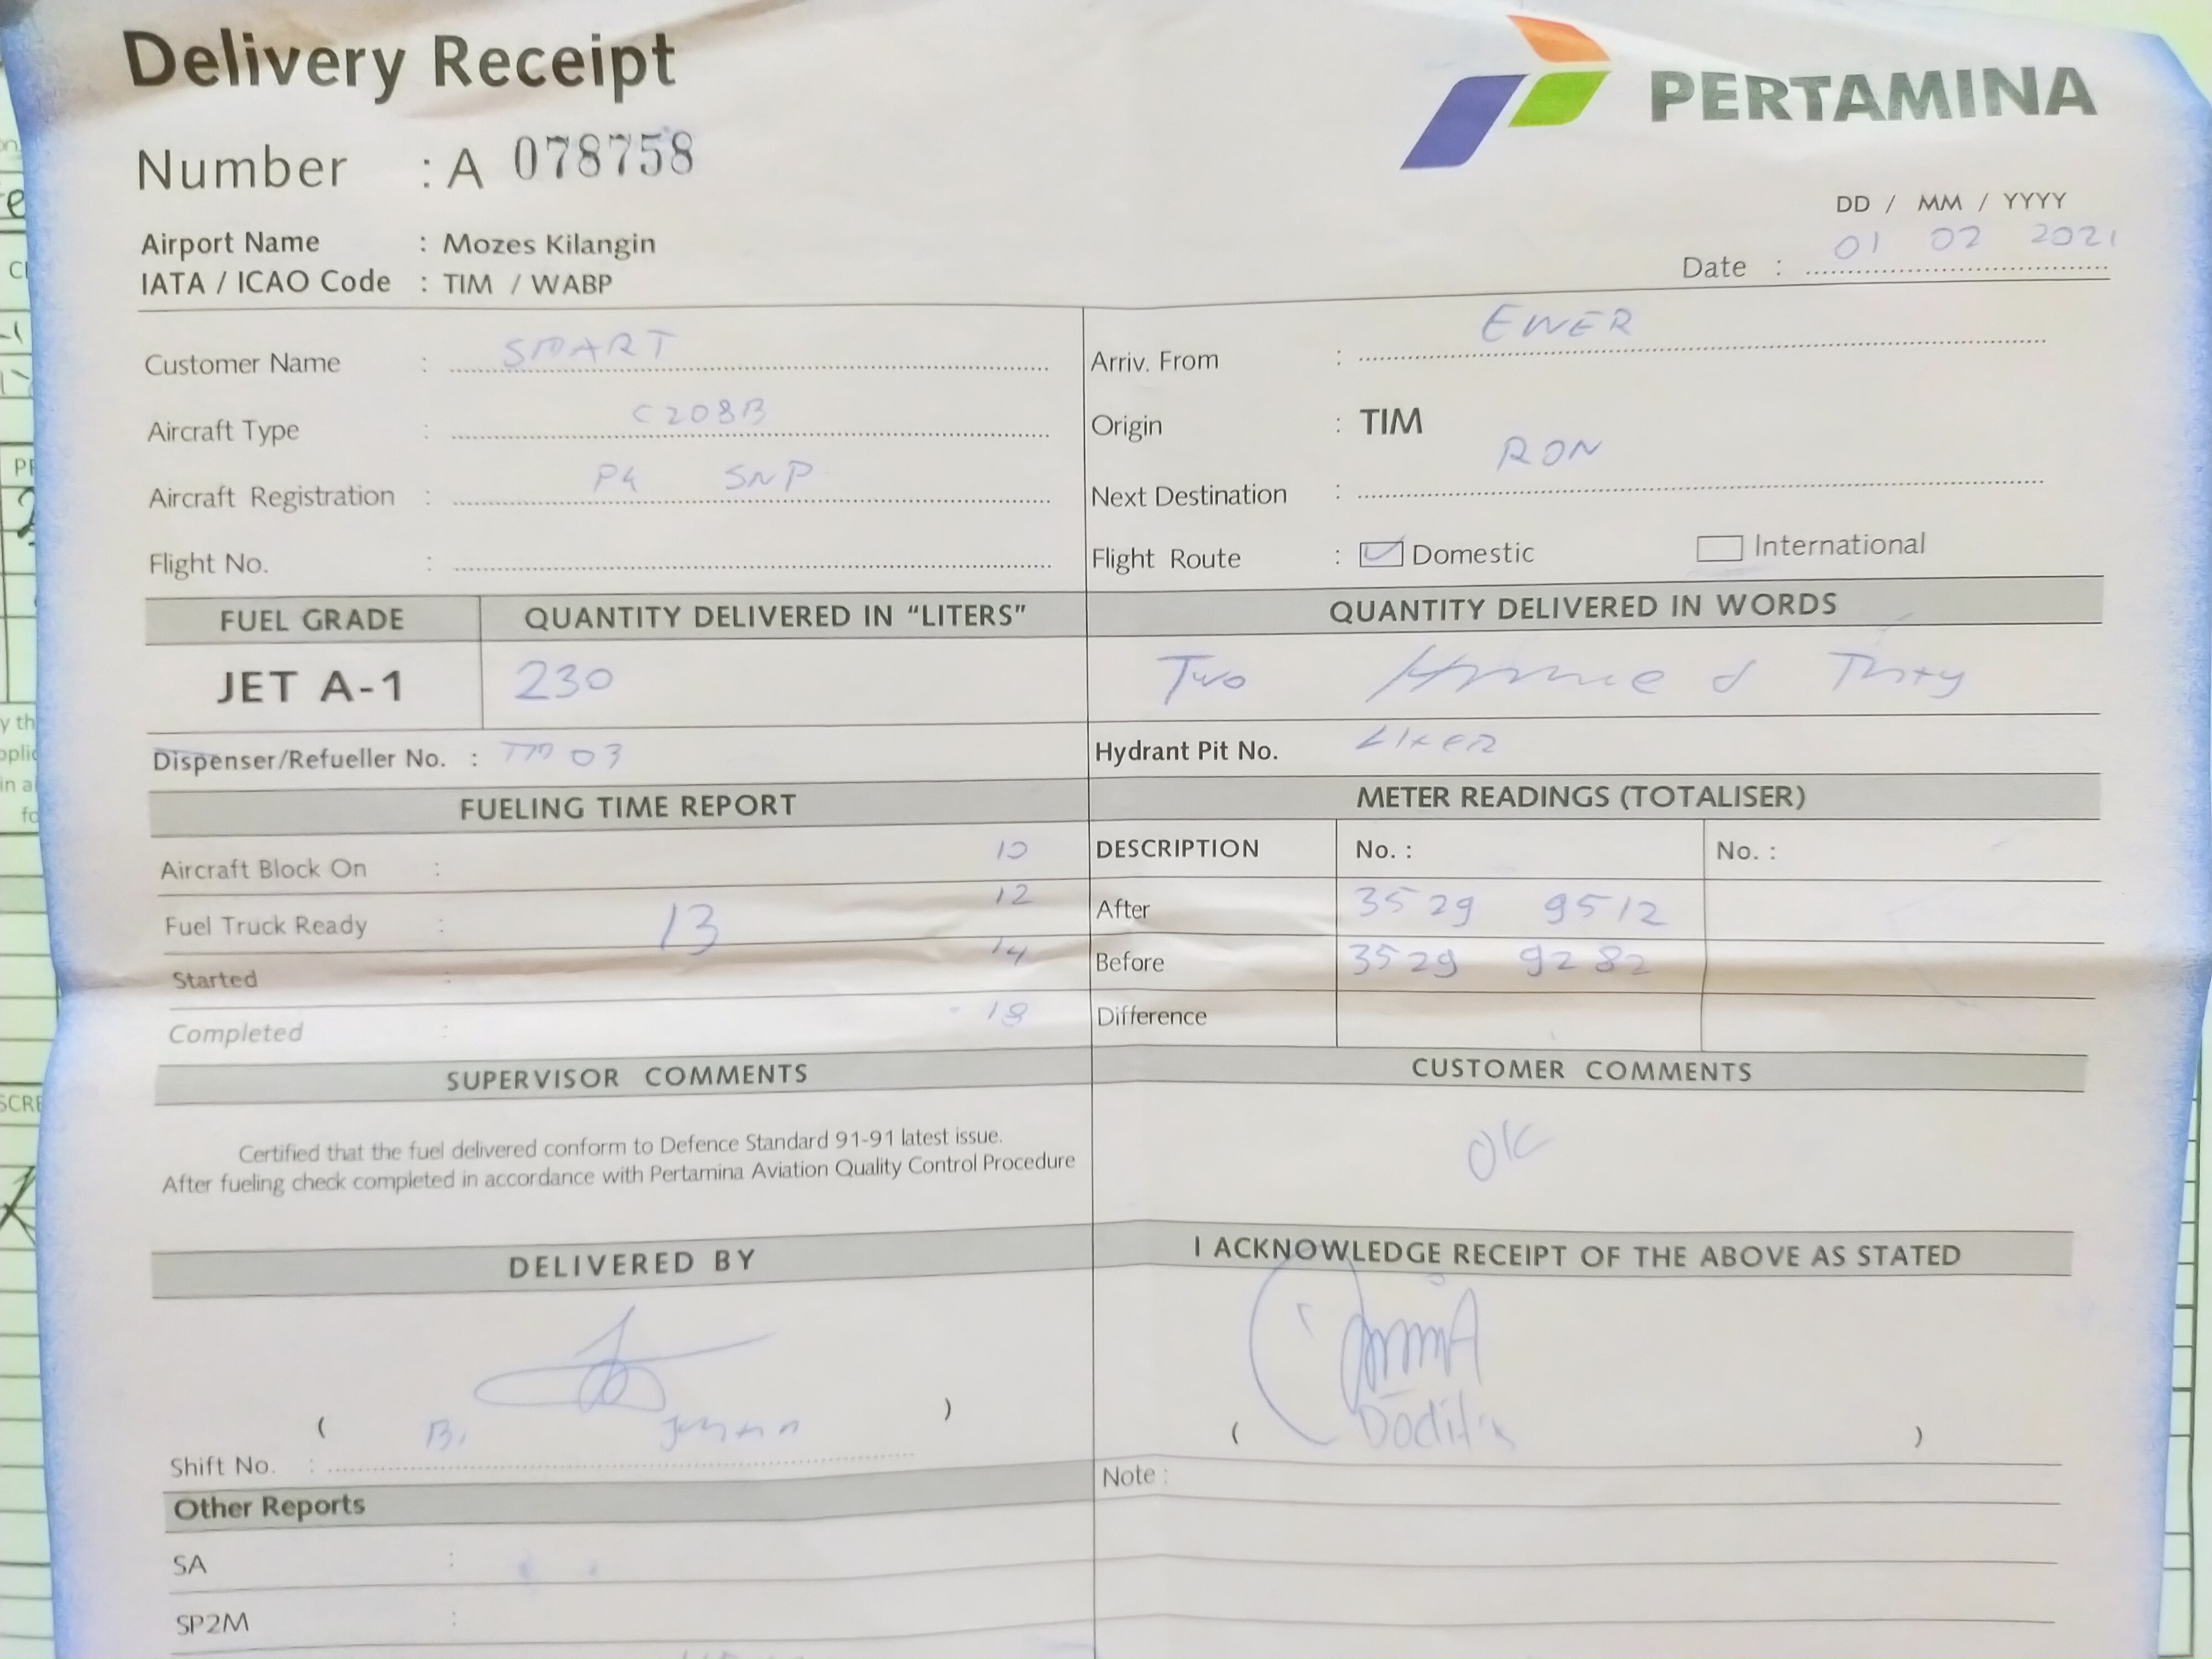 Delivery Receipt
PERTAMINA
Number : A 078758
DD / MM / YYYY
Airport Name : Mozes Kilangin
Date : 01 02 2021
IATA / ICAO Code : TIM / WABP
Customer Name : SMART
Arriv. From : EWER
Aircraft Type : C208B
Origin : TIM
Aircraft Registration : PK SNP
Next Destination : RON
Flight No. :
Flight Route : Domestic International
FUEL GRADE QUANTITY DELIVERED IN "LITERS" QUANTITY DELIVERED IN WORDS
JET A-1 230 Two Hundred Thirty
Dispenser/Refueller No. : 03
Hydrant Pit No. Liter
FUELING TIME REPORT METER READINGS (TOTALISER)
Aircraft Block On : 10
DESCRIPTION No. : No. :
Fuel Truck Ready : 13 12
After 3529 9512
Started : 14
Before 3529 9282
Completed : 18
Difference
SUPERVISOR COMMENTS CUSTOMER COMMENTS
Certified that the fuel delivered conform to Defence Standard 91-91 latest issue.
After fueling check completed in accordance with Pertamina Aviation Quality Control Procedure
OK
DELIVERED BY I ACKNOWLEDGE RECEIPT OF THE ABOVE AS STATED
( )
( )
Shift No. :
Note :
Other Reports
SA :
SP2M :